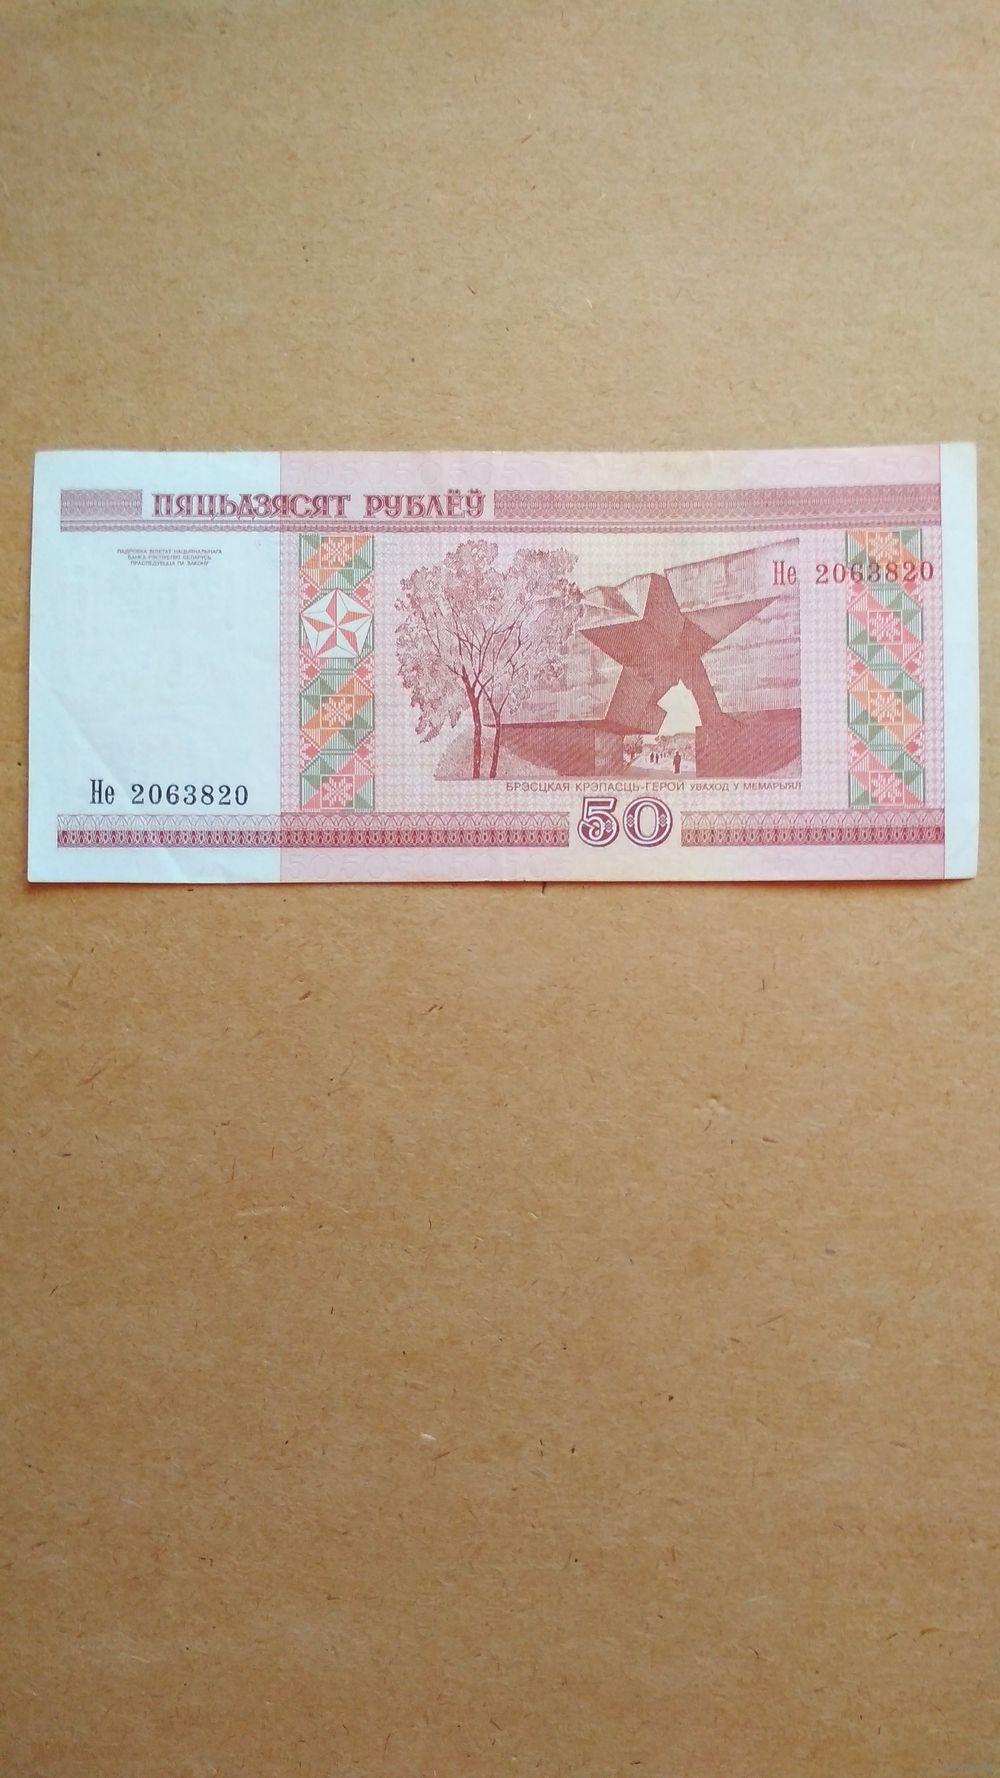 ПЯЦЬДЗЯСЯТ РУБЛЁЎ
ПАДРОБКА БІЛЕТАЎ НАЦЫЯНАЛЬНАГА
БАНКА РЭСПУБЛІКІ БЕЛАРУСЬ
ПРАСЛЕДУЕЦЦА ПА ЗАКОНУ
Не 2063820
Не 2063820
БРЭСЦКАЯ КРЭПАСЦЬ-ГЕРОЙ УВАХОД У МЕМАРЫЯЛ
50